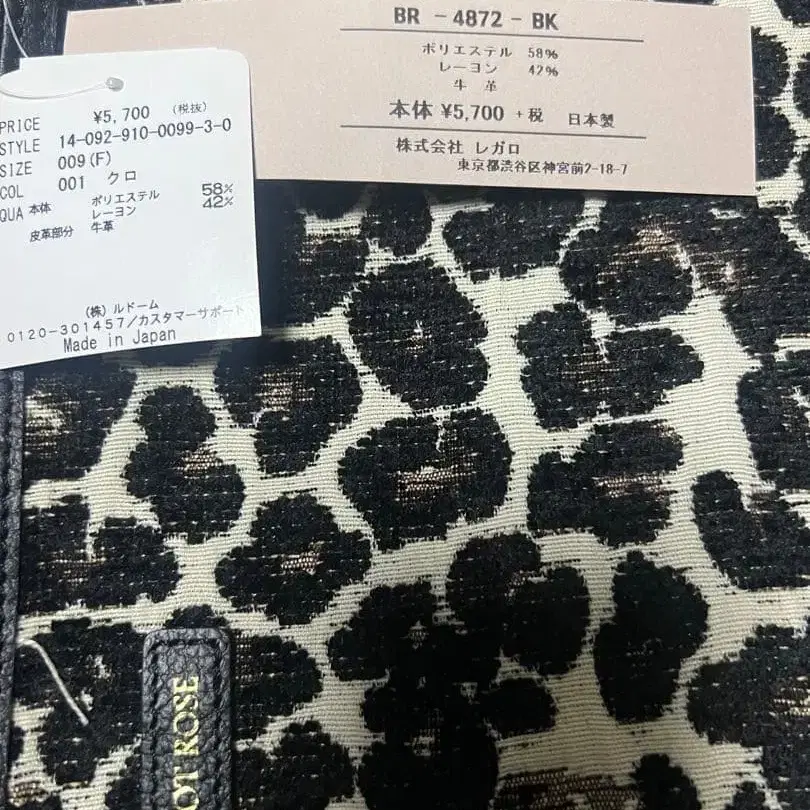 BR - 4872 - BK
ポリエステル 58%
レーヨン 42%
牛 革
本体 ¥5,700 +税 日本製
株式会社 レガロ
東京都渋谷区神宮前2-18-7
PRICE ¥5,700 (税抜)
STYLE 14-092-910-0099-3-0
SIZE 009(F)
COL 001 クロ
QUA 本体 ポリエステル 58%
レーヨン 42%
皮革部分 牛革
(株) ルドーム
0120-301457/カスタマーサポート
Made in Japan
OT ROSE